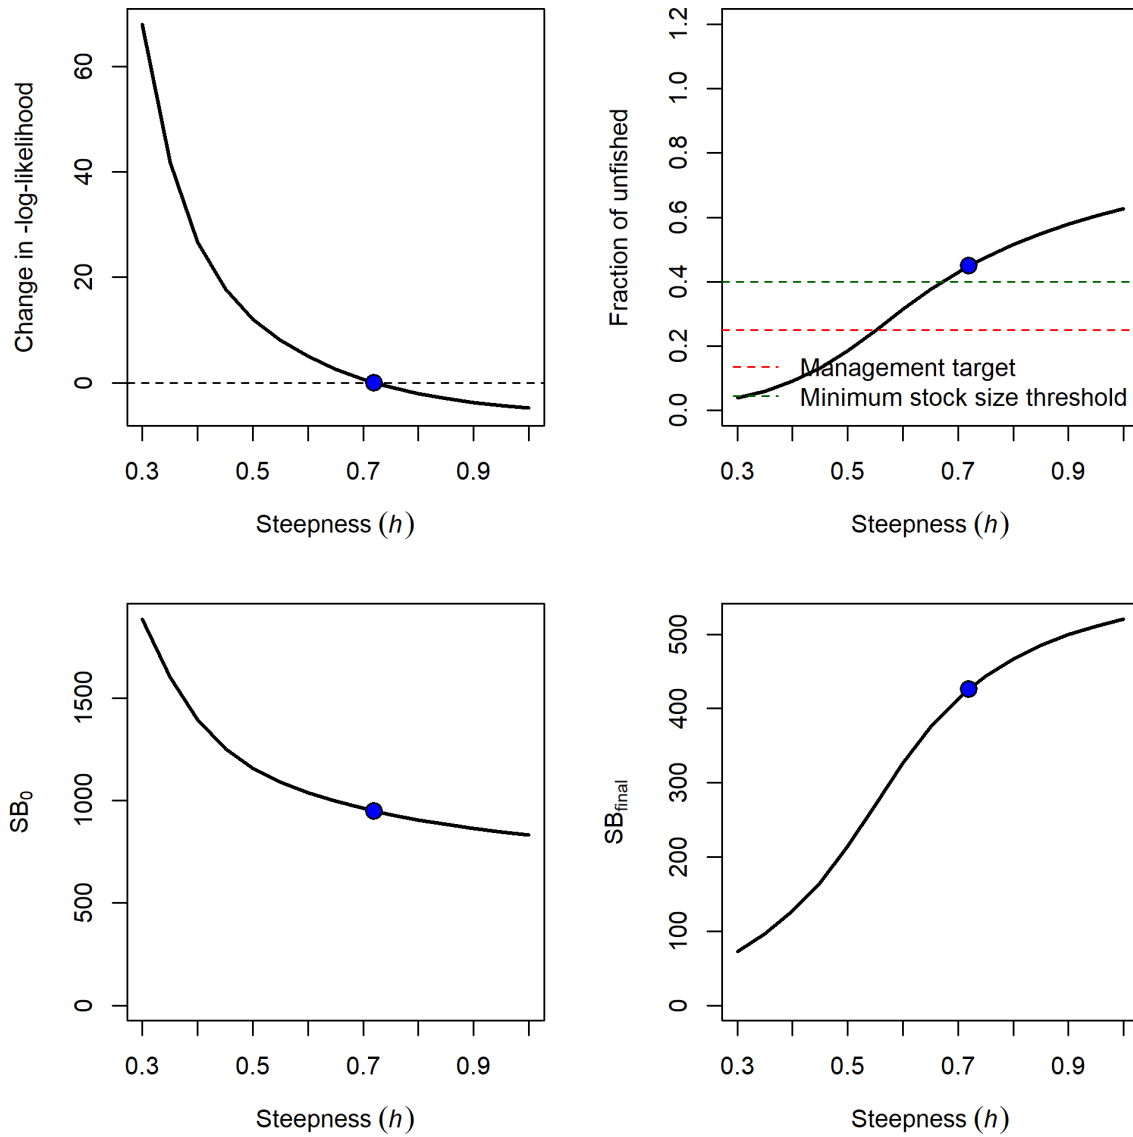 Change in -log-likelihood
60
40
20
0
0.3 0.5 0.7 0.9
Steepness (h)
Fraction of unfished
1.2
1.0
0.8
0.6
0.4
0.2
0.0
Management target
Minimum stock size threshold
0.3 0.5 0.7 0.9
Steepness (h)
SB0
1500
1000
500
0
0.3 0.5 0.7 0.9
Steepness (h)
SBfinal
500
400
300
200
100
0
0.3 0.5 0.7 0.9
Steepness (h)